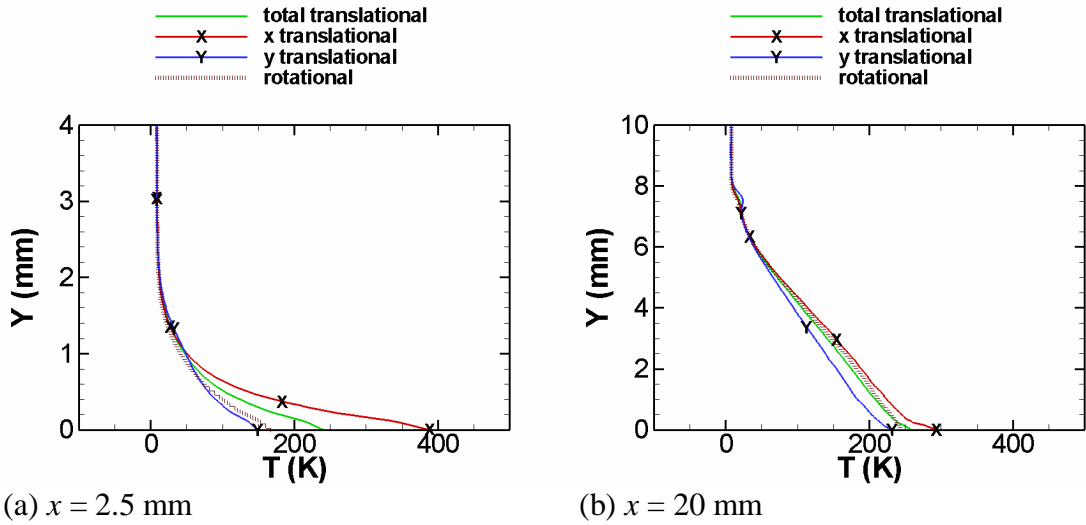 total translational
x translational
y translational
rotational
total translational
x translational
y translational
rotational
4
3
2
1
0
Y (mm)
0 200 400
T (K)
10
8
6
4
2
0
Y (mm)
0 200 400
T (K)
(a) x = 2.5 mm
(b) x = 20 mm